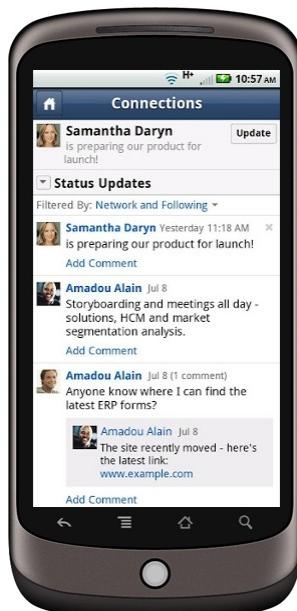 H+ 10:57 AM
Connections
Samantha Daryn Update
is preparing our product for
launch!
Status Updates
Filtered By: Network and Following
Samantha Daryn Yesterday 11:18 AM
is preparing our product for launch!
Add Comment
Amadou Alain Jul 8
Storyboarding and meetings all day -
solutions, HCM and market
segmentation analysis.
Add Comment
Amadou Alain Jul 8 (1 comment)
Anyone know where I can find the
latest ERP forms?
Amadou Alain Jul 8
The site recently moved - here's
the latest link:
www.example.com
Add Comment